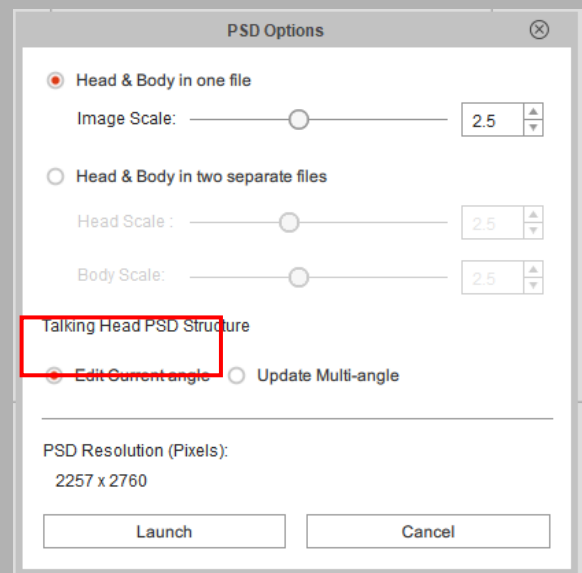 PSD Options
Head & Body in one file
Image Scale: 2.5
Head & Body in two separate files
Head Scale : 2.5
Body Scale: 2.5
Talking Head PSD Structure
Edit Current angle Update Multi-angle
PSD Resolution (Pixels):
2257 x 2760
Launch Cancel